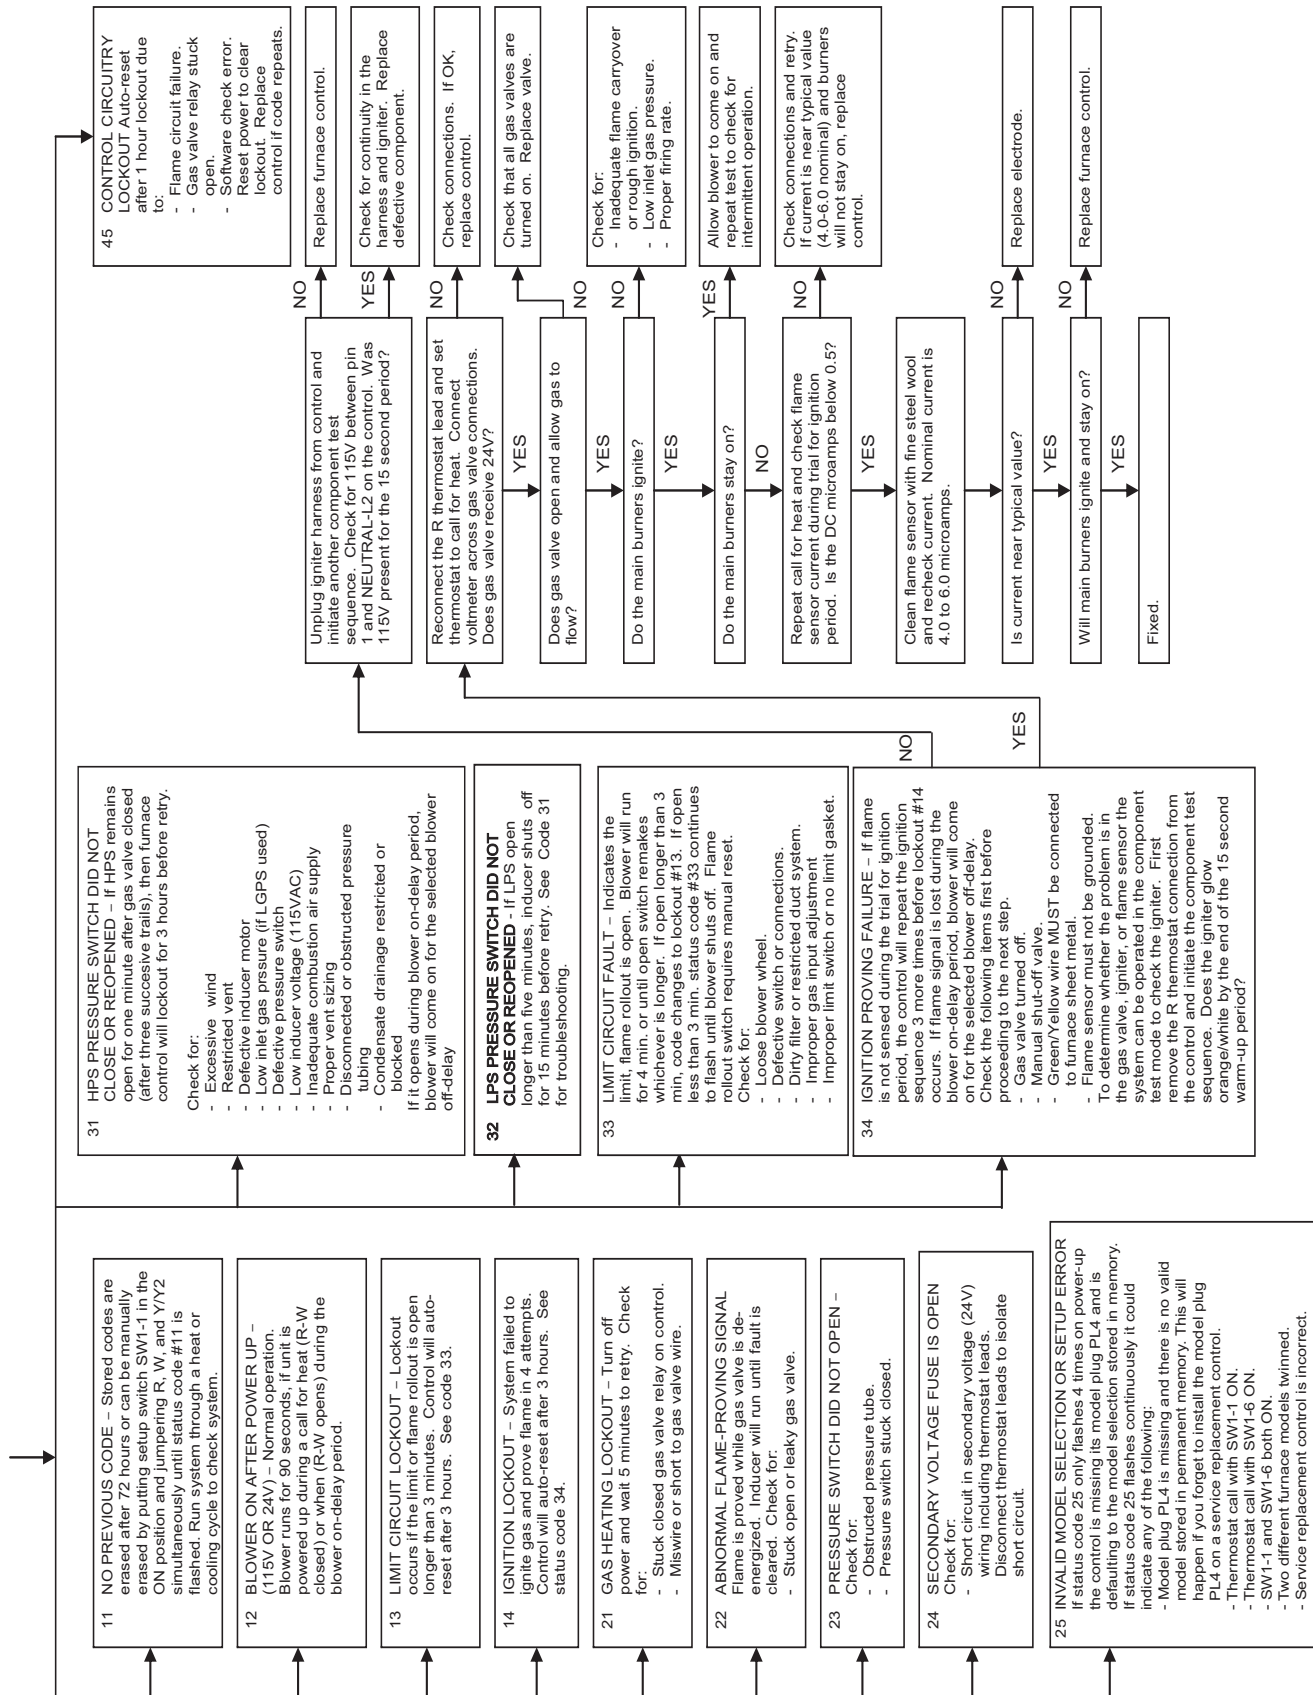 11 NO PREVIOUS CODE – Stored codes are
erased after 72 hours or can be manually
erased by putting setup switch SW1-1 in the
ON position and jumpering R, W, and Y/Y2
simultaneously until status code #11 is
flashed. Run system through a heat or
cooling cycle to check system.
12 BLOWER ON AFTER POWER UP –
(115V OR 24V) – Normal operation.
Blower runs for 90 seconds, if unit is
powered up during a call for heat (R-W
closed) or when (R-W opens) during the
blower on-delay period.
13 LIMIT CIRCUIT LOCKOUT – Lockout
occurs if the limit or flame rollout is open
longer than 3 minutes. Control will auto-
reset after 3 hours. See code 33.
14 IGNITION LOCKOUT – System failed to
ignite gas and prove flame in 4 attempts.
Control will auto-reset after 3 hours. See
status code 34.
21 GAS HEATING LOCKOUT – Turn off
power and wait 5 minutes to retry. Check
for:
- Stuck closed gas valve relay on control.
- Miswire or short to gas valve wire.
22 ABNORMAL FLAME-PROVING SIGNAL
Flame is proved while gas valve is de-
energized. Inducer will run until fault is
cleared. Check for:
- Stuck open or leaky gas valve.
23 PRESSURE SWITCH DID NOT OPEN –
Check for:
- Obstructed pressure tube.
- Pressure switch stuck closed.
24 SECONDARY VOLTAGE FUSE IS OPEN
Check for:
- Short circuit in secondary voltage (24V)
wiring including thermostat leads.
Disconnect thermostat leads to isolate
short circuit.
25 INVALID MODEL SELECTION OR SETUP ERROR
If status code 25 only flashes 4 times on power-up
the control is missing its model plug PL4 and is
defaulting to the model selection stored in memory.
If status code 25 flashes continuously it could
indicate any of the following:
- Model plug PL4 is missing and there is no valid
model stored in permanent memory. This will
happen if you forget to install the model plug
PL4 on a service replacement control.
- Thermostat call with SW1-1 ON.
- Thermostat call with SW1-6 ON.
- SW1-1 and SW1-6 both ON.
- Two different furnace models twinned.
- Service replacement control is incorrect.
31 HPS PRESSURE SWITCH DID NOT
CLOSE OR REOPENED – If HPS remains
open for one minute after gas valve closed
(after three succesive trails), then furnace
control will lockout for 3 hours before retry.
Check for:
- Excessive wind
- Restricted vent
- Defective inducer motor
- Low inlet gas pressure (if LGPS used)
- Defective pressure switch
- Low inducer voltage (115VAC)
- Inadequate combustion air supply
- Proper vent sizing
- Disconnected or obstructed pressure
tubing
- Condensate drainage restricted or
blocked
If it opens during blower on-delay period,
blower will come on for the selected blower
off-delay
32 LPS PRESSURE SWITCH DID NOT
CLOSE OR REOPENED - If LPS open
longer than five minutes, inducer shuts off
for 15 minutes before retry. See Code 31
for troubleshooting.
33 LIMIT CIRCUIT FAULT – Indicates the
limit, flame rollout is open. Blower will run
for 4 min. or until open switch remakes
whichever is longer. If open longer than 3
min, code changes to lockout #13. If open
less than 3 min. status code #33 continues
to flash until blower shuts off. Flame
rollout switch requires manual reset.
Check for:
- Loose blower wheel.
- Defective switch or connections.
- Dirty filter or restricted duct system.
- Improper gas input adjustment
- Improper limit switch or no limit gasket.
34 IGNITION PROVING FAILURE – If flame
is not sensed during the trial for ignition
period, the control will repeat the ignition
sequence 3 more times before lockout #14
occurs. If flame signal is lost during the
blower on-delay period, blower will come
on for the selected blower off-delay.
Check the following items first before
proceeding to the next step.
- Gas valve turned off.
- Manual shut-off valve.
- Green/Yellow wire MUST be connected
to furnace sheet metal.
- Flame sensor must not be grounded.
To determine whether the problem is in
the gas valve, igniter, or flame sensor the
system can be operated in the component
test mode to check the igniter. First
remove the R thermostat connection from
the control and initiate the component test
sequence. Does the igniter glow
orange/white by the end of the 15 second
warm-up period?
NO
YES
Unplug igniter harness from control and
initiate another component test
sequence. Check for 115V between pin
1 and NEUTRAL-L2 on the control. Was
115V present for the 15 second period?
NO
YES
Reconnect the R thermostat lead and set
thermostat to call for heat. Connect
voltmeter across gas valve connections.
Does gas valve receive 24V?
NO
YES
Does gas valve open and allow gas to
flow?
NO
YES
Do the main burners ignite?
NO
YES
Do the main burners stay on?
YES
NO
Repeat call for heat and check flame
sensor current during trial for ignition
period. Is the DC microamps below 0.5?
NO
YES
Clean flame sensor with fine steel wool
and recheck current. Nominal current is
4.0 to 6.0 microamps.
Is current near typical value?
NO
YES
Will main burners ignite and stay on?
NO
YES
Fixed.
45 CONTROL CIRCUITRY
LOCKOUT Auto-reset
after 1 hour lockout due
to:
- Flame circuit failure.
- Gas valve relay stuck
open.
- Software check error.
Reset power to clear
lockout. Replace
control if code repeats.
Replace furnace control.
Check for continuity in the
harness and igniter. Replace
defective component.
Check connections. If OK,
replace control.
Check that all gas valves are
turned on. Replace valve.
Check for:
- Inadequate flame carryover
or rough ignition.
- Low inlet gas pressure.
- Proper firing rate.
Allow blower to come on and
repeat test to check for
intermittent operation.
Check connections and retry.
If current is near typical value
(4.0-6.0 nominal) and burners
will not stay on, replace
control.
Replace electrode.
Replace furnace control.